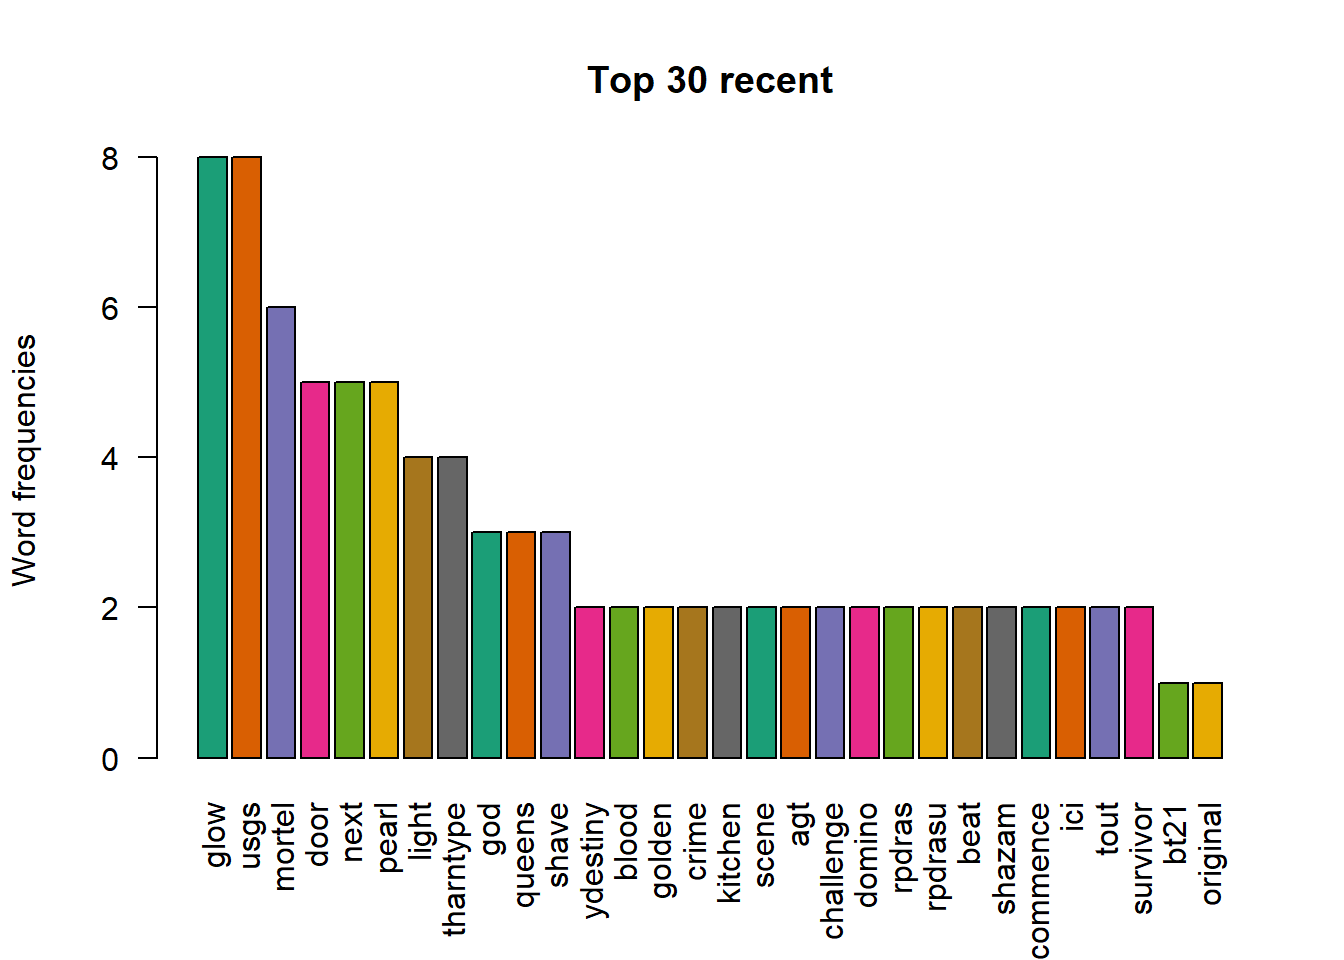 Top 30 recent
Word frequencies
8
6
4
2
0
glow
usgs
mortel
door
next
pearl
light
tharntype
god
queens
shave
ydestiny
blood
golden
crime
kitchen
scene
agt
challenge
domino
rpdras
rpdrasu
beat
shazam
commence
ici
tout
survivor
bt21
original